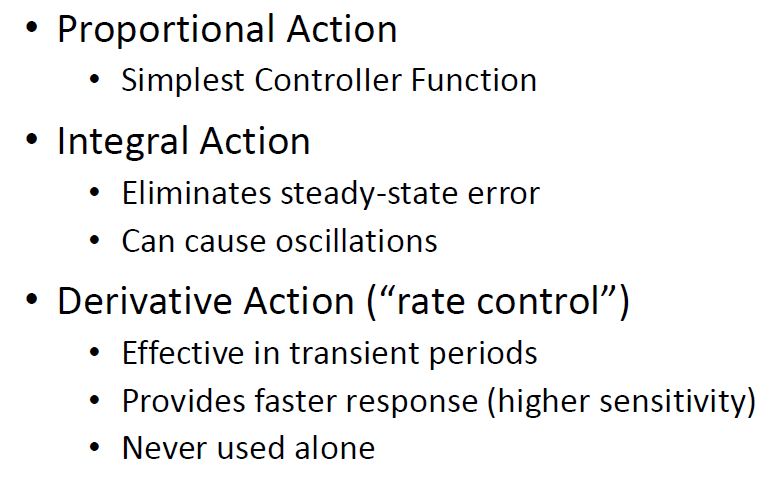 • Proportional Action
• Simplest Controller Function
• Integral Action
• Eliminates steady-state error
• Can cause oscillations
• Derivative Action (“rate control”)
• Effective in transient periods
• Provides faster response (higher sensitivity)
• Never used alone